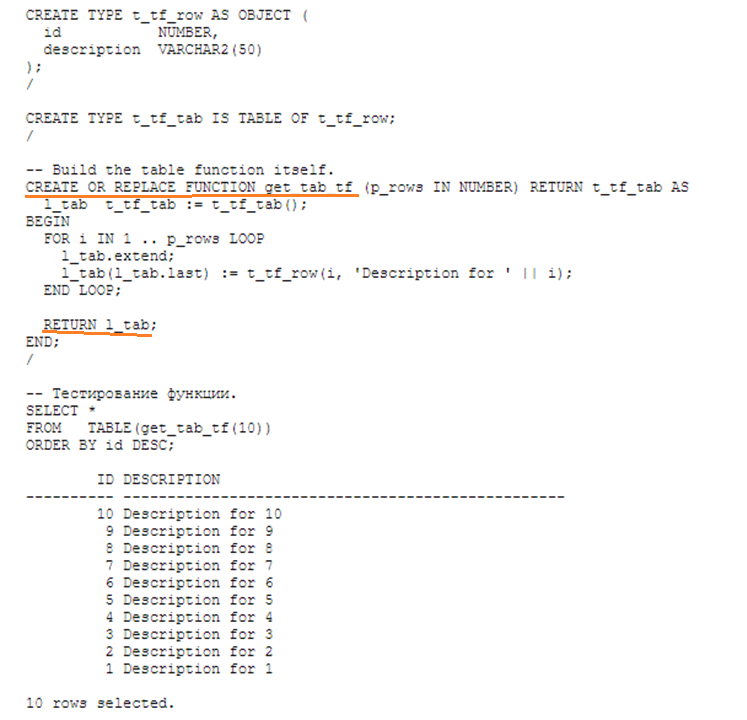 CREATE TYPE t_tf_row AS OBJECT (
  id           NUMBER,
  description  VARCHAR2(50)
);
/

CREATE TYPE t_tf_tab IS TABLE OF t_tf_row;
/

-- Build the table function itself.
CREATE OR REPLACE FUNCTION get_tab_tf (p_rows IN NUMBER) RETURN t_tf_tab AS
  l_tab  t_tf_tab := t_tf_tab();
BEGIN
  FOR i IN 1 .. p_rows LOOP
    l_tab.extend;
    l_tab(l_tab.last) := t_tf_row(i, 'Description for ' || i);
  END LOOP;

  RETURN l_tab;
END;
/

-- Тестирование функции.
SELECT *
FROM   TABLE(get_tab_tf(10))
ORDER BY id DESC;

        ID DESCRIPTION
---------- --------------------------------------------------
        10 Description for 10
         9 Description for 9
         8 Description for 8
         7 Description for 7
         6 Description for 6
         5 Description for 5
         4 Description for 4
         3 Description for 3
         2 Description for 2
         1 Description for 1

10 rows selected.